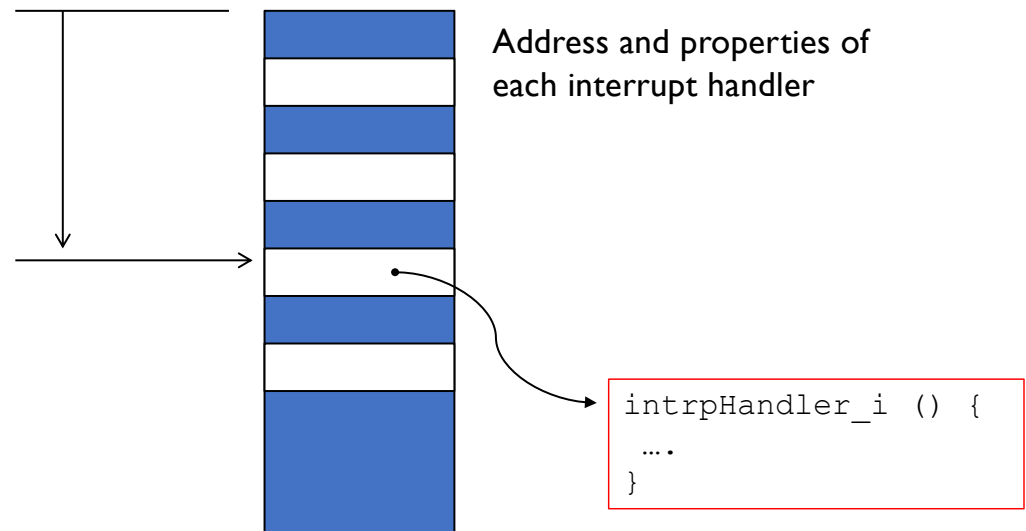 Address and properties of
each interrupt handler
intrpHandler_i () {
….
}